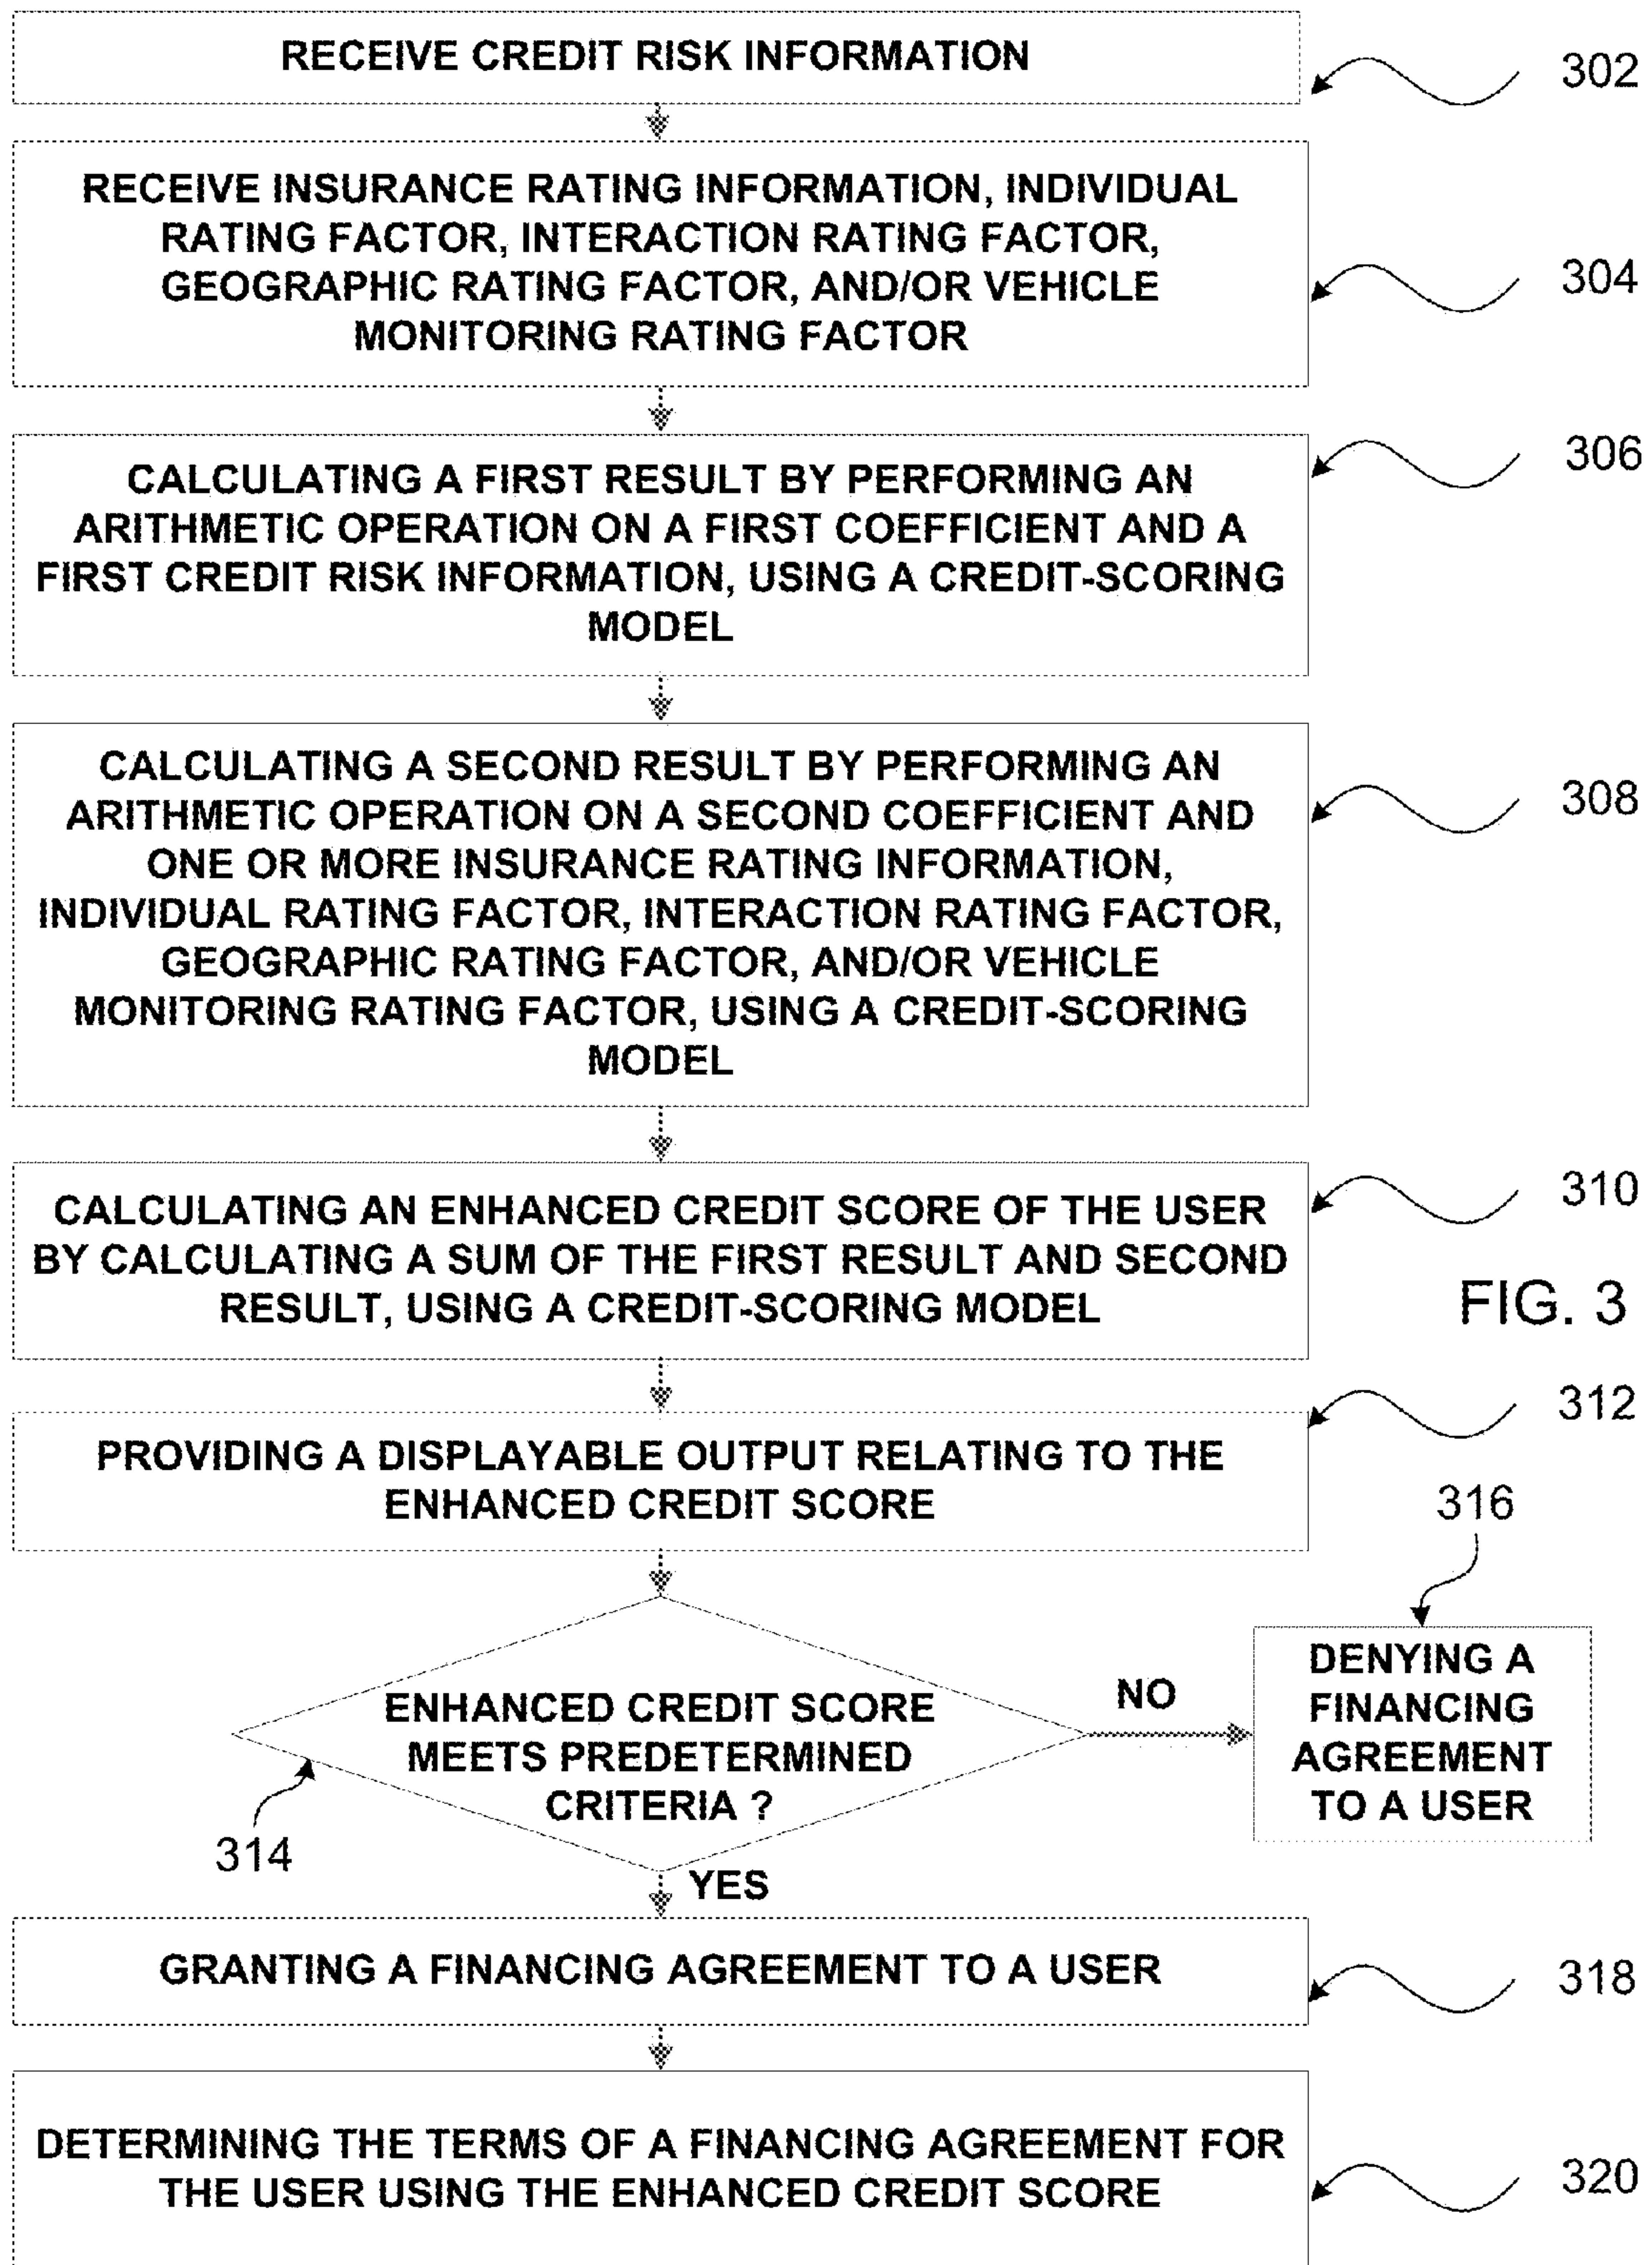 RECEIVE CREDIT RISK INFORMATION
302
RECEIVE INSURANCE RATING INFORMATION, INDIVIDUAL
RATING FACTOR, INTERACTION RATING FACTOR,
GEOGRAPHIC RATING FACTOR, AND/OR VEHICLE
MONITORING RATING FACTOR
304
CALCULATING A FIRST RESULT BY PERFORMING AN
ARITHMETIC OPERATION ON A FIRST COEFFICIENT AND A
FIRST CREDIT RISK INFORMATION, USING A CREDIT-SCORING
MODEL
306
CALCULATING A SECOND RESULT BY PERFORMING AN
ARITHMETIC OPERATION ON A SECOND COEFFICIENT AND
ONE OR MORE INSURANCE RATING INFORMATION,
INDIVIDUAL RATING FACTOR, INTERACTION RATING FACTOR,
GEOGRAPHIC RATING FACTOR, AND/OR VEHICLE
MONITORING RATING FACTOR, USING A CREDIT-SCORING
MODEL
308
CALCULATING AN ENHANCED CREDIT SCORE OF THE USER
BY CALCULATING A SUM OF THE FIRST RESULT AND SECOND
RESULT, USING A CREDIT-SCORING MODEL
310
FIG. 3
PROVIDING A DISPLAYABLE OUTPUT RELATING TO THE
ENHANCED CREDIT SCORE
312
316
ENHANCED CREDIT SCORE
MEETS PREDETERMINED
CRITERIA ?
314
NO
DENYING A
FINANCING
AGREEMENT
TO A USER
YES
GRANTING A FINANCING AGREEMENT TO A USER
318
DETERMINING THE TERMS OF A FINANCING AGREEMENT FOR
THE USER USING THE ENHANCED CREDIT SCORE
320